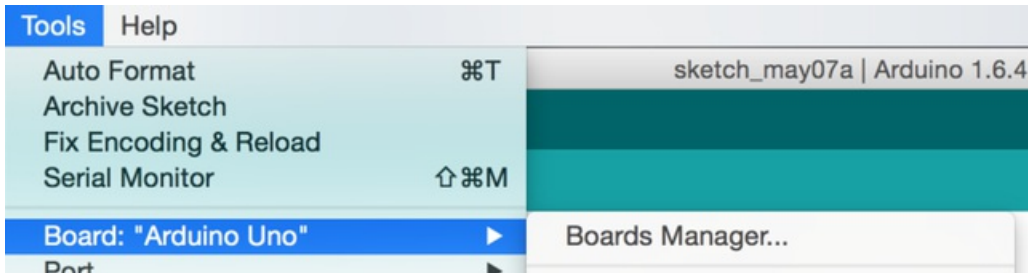 Tools Help
Auto Format ⌘T
sketch_may07a | Arduino 1.6.4
Archive Sketch
Fix Encoding & Reload
Serial Monitor ⇧⌘M
Board: "Arduino Uno" ▶
Boards Manager...
Port ▶